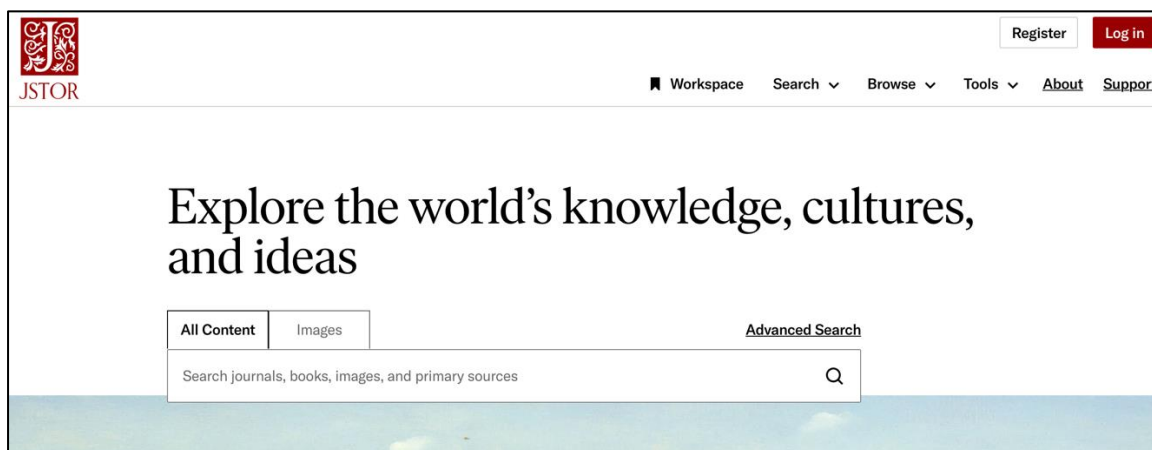 Register Log in
JSTOR
Workspace Search Browse Tools About Suppor
Explore the world's knowledge, cultures,
and ideas
All Content Images Advanced Search
Search journals, books, images, and primary sources